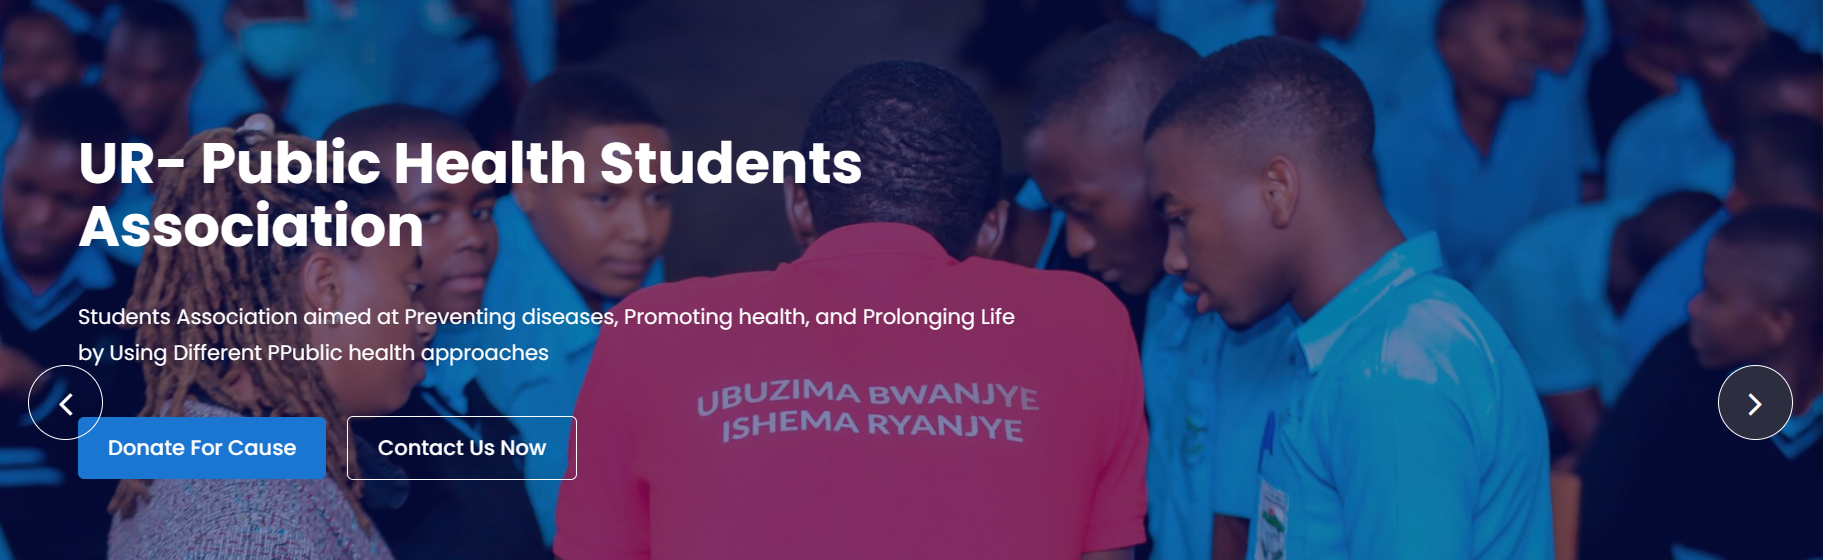 UR- Public Health Students
Association
Students Association aimed at Preventing diseases, Promoting health, and Prolonging Life
by Using Different PPublic health approaches
UBUZIMA BWANJYE
ISHEMA RYANJYE
Donate For Cause
Contact Us Now